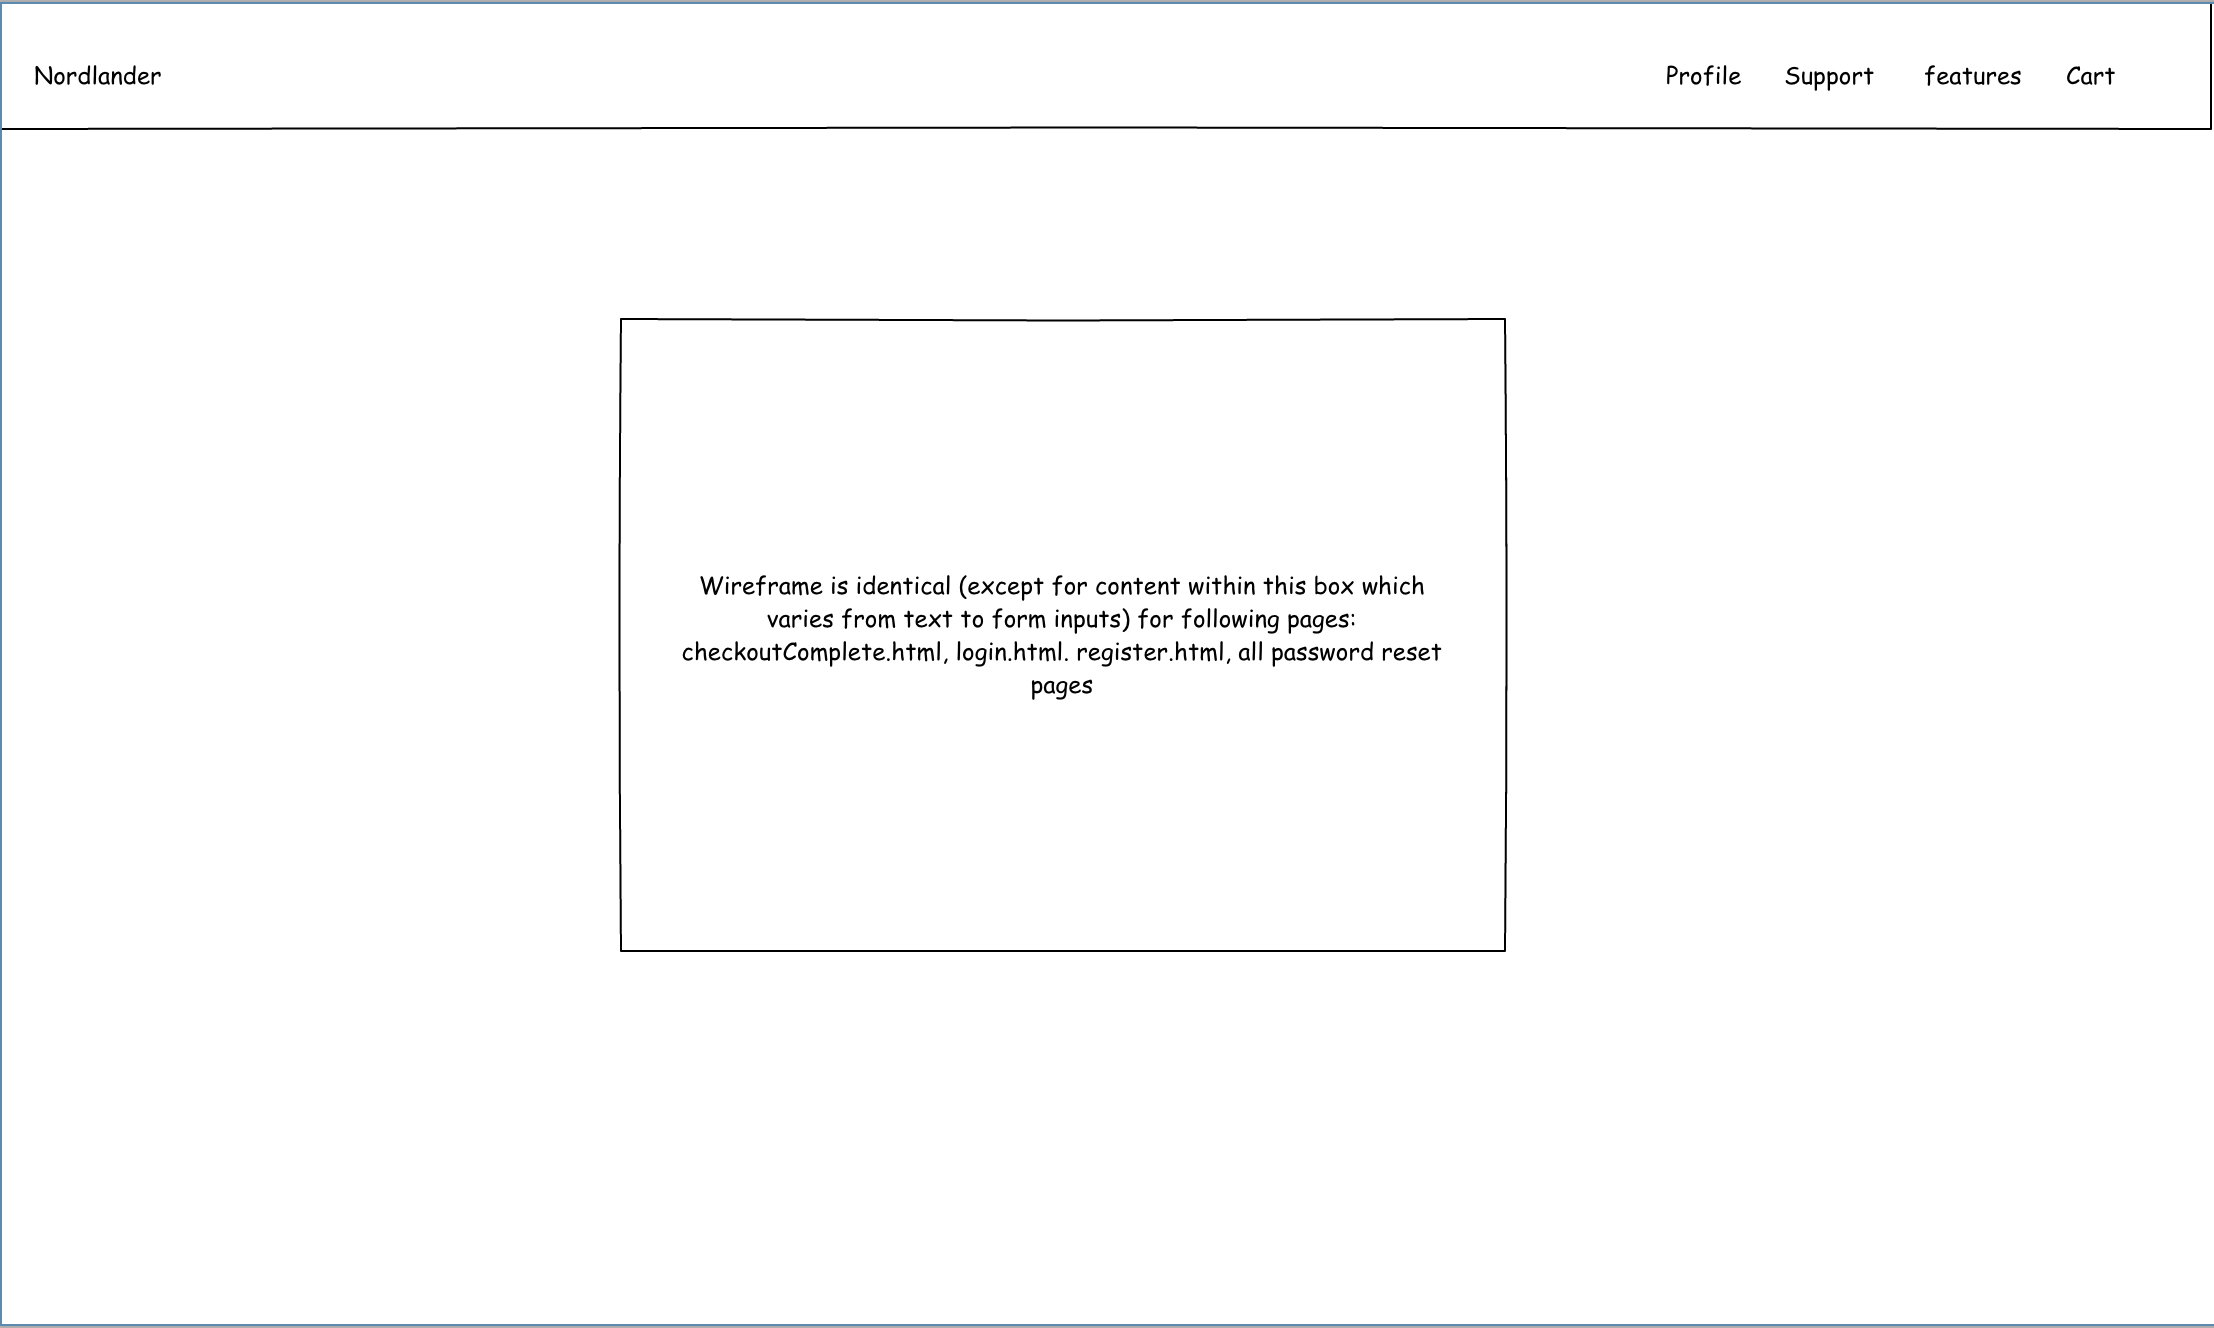 Nordlander Profile Support features Cart
Wireframe is identical (except for content within this box which
varies from text to form inputs) for following pages:
checkoutComplete.html, login.html. register.html, all password reset
pages